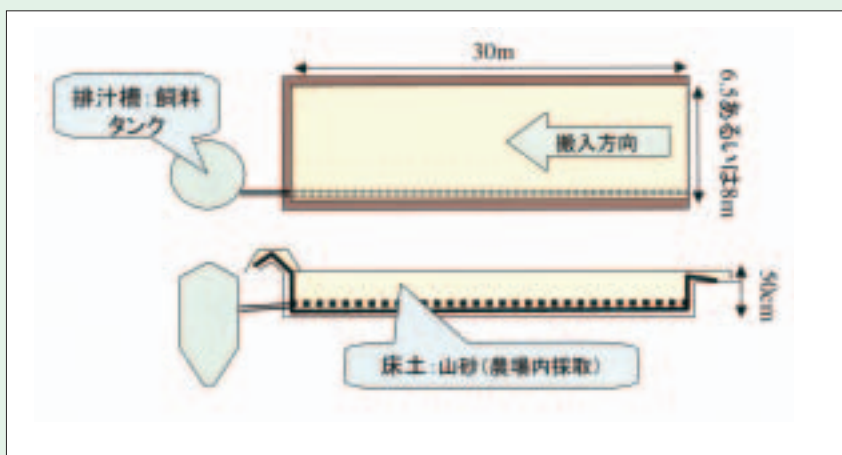 30m
排汁槽:飼料
タンク
搬入方向
6.5あるいは8m
50cm
床土:山砂(農場内採取)